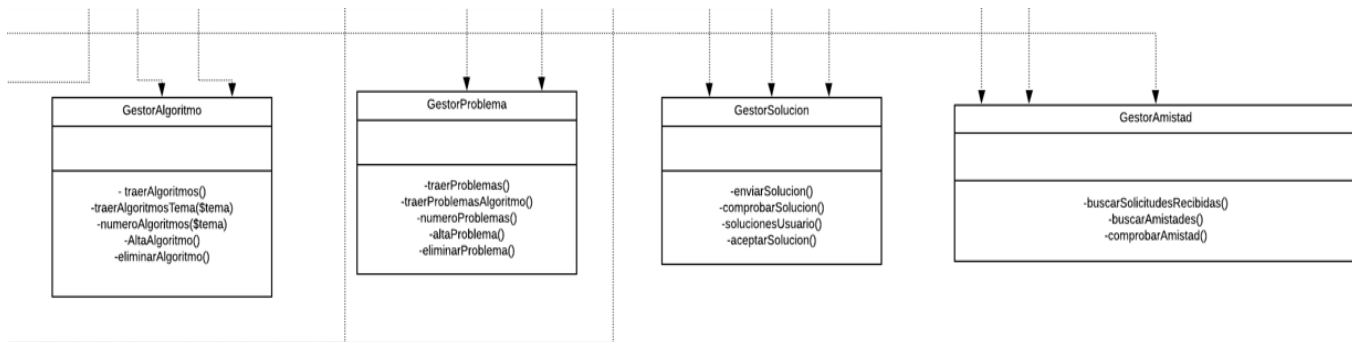 GestorAlgoritmo
- traerAlgoritmos()
-traerAlgoritmosTema($tema)
-numeroAlgoritmos($tema)
-AltaAlgoritmo()
-eliminarAlgoritmo()
GestorProblema
-traerProblemas()
-traerProblemasAlgoritmo()
-numeroProblemas()
-altaProblema()
-eliminarProblema()
GestorSolucion
-enviarSolucion()
-comprobarSolucion()
-solucionesUsuario()
-aceptarSolucion()
GestorAmistad
-buscarSolicitudesRecibidas()
-buscarAmistades()
-comprobarAmistad()